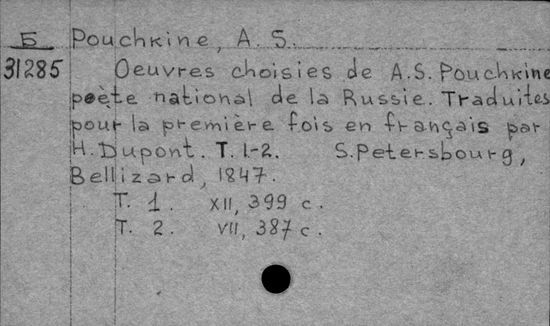 Б Pouchkine, A. S.
31285 Oeuvres choisies de A.S. Pouchkine
poète national de la Russie. Traduites
pour la première fois en français par
H. Dupont. T. 1-2. S. Petersbourg,
Bellizard, 1847.
T. 1. XII, 399 с.
T. 2. VII, 387 с.